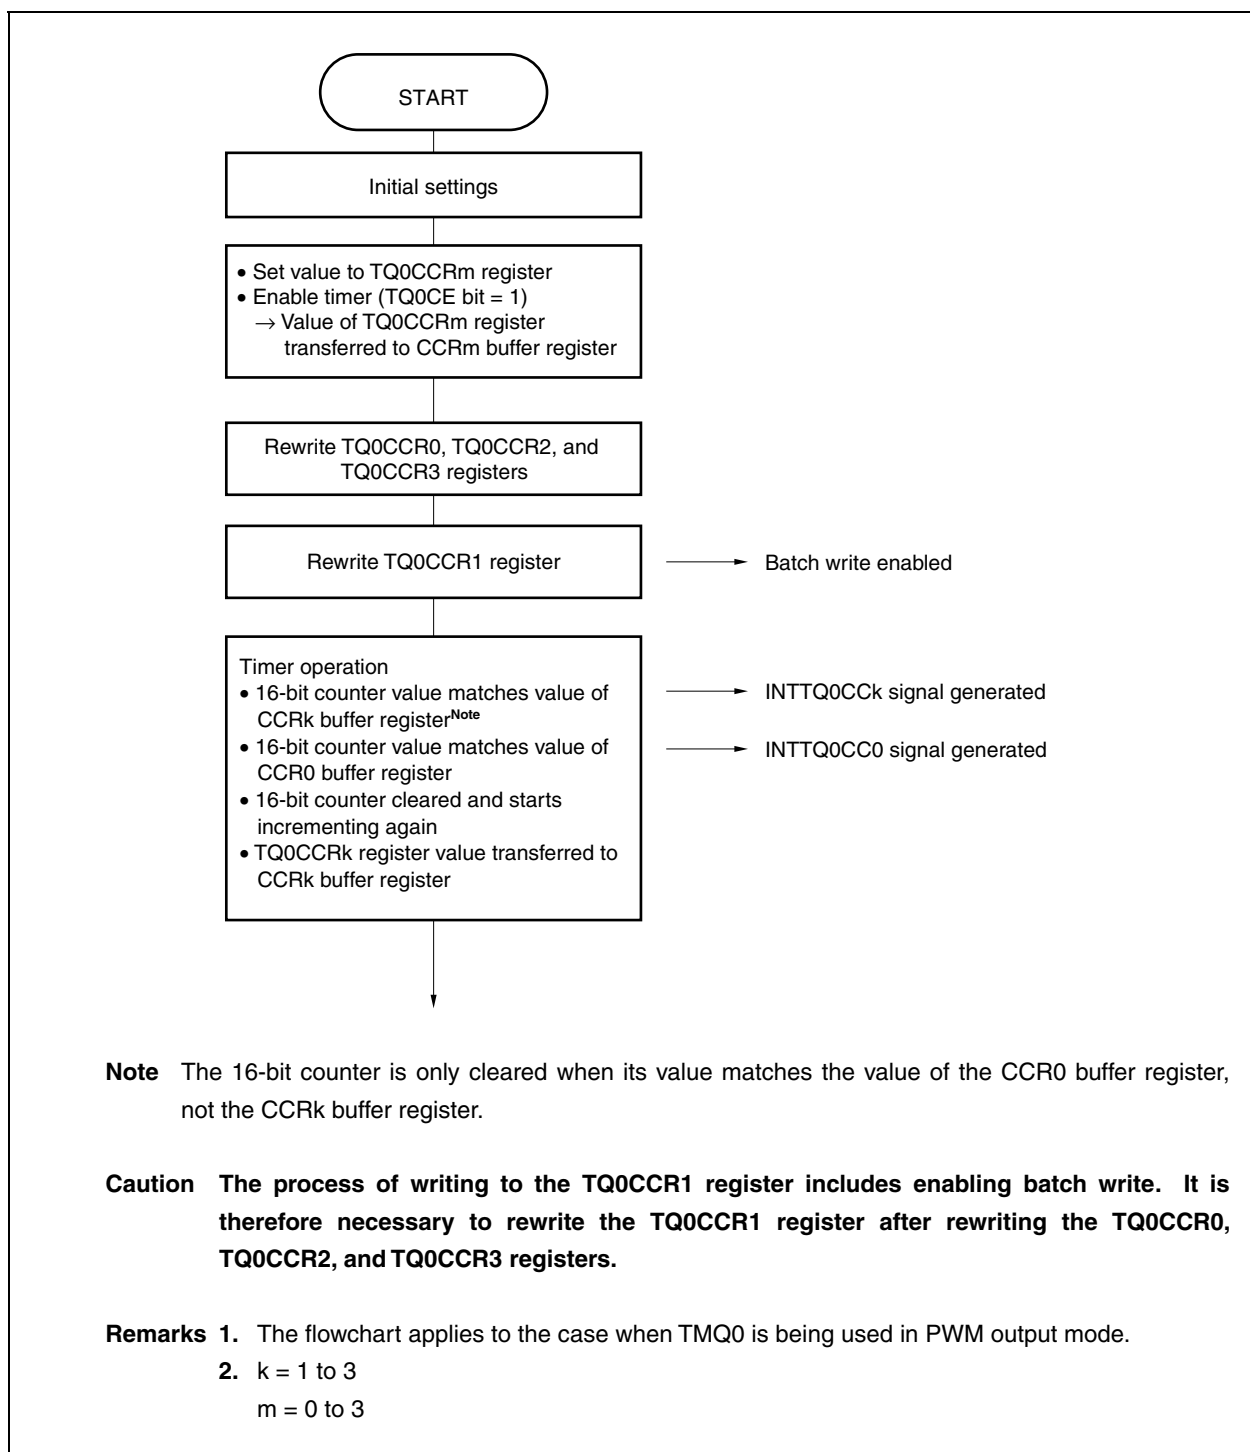 START
Initial settings
• Set value to TQ0CCRm register
• Enable timer (TQ0CE bit = 1)
→ Value of TQ0CCRm register
transferred to CCRm buffer register
Rewrite TQ0CCR0, TQ0CCR2, and
TQ0CCR3 registers
Rewrite TQ0CCR1 register
Batch write enabled
Timer operation
• 16-bit counter value matches value of
CCRk buffer registerNote
INTTQ0CCk signal generated
• 16-bit counter value matches value of
CCR0 buffer register
INTTQ0CC0 signal generated
• 16-bit counter cleared and starts
incrementing again
• TQ0CCRk register value transferred to
CCRk buffer register
Note The 16-bit counter is only cleared when its value matches the value of the CCR0 buffer register,
not the CCRk buffer register.
Caution The process of writing to the TQ0CCR1 register includes enabling batch write. It is
therefore necessary to rewrite the TQ0CCR1 register after rewriting the TQ0CCR0,
TQ0CCR2, and TQ0CCR3 registers.
Remarks 1. The flowchart applies to the case when TMQ0 is being used in PWM output mode.
2. k = 1 to 3
m = 0 to 3